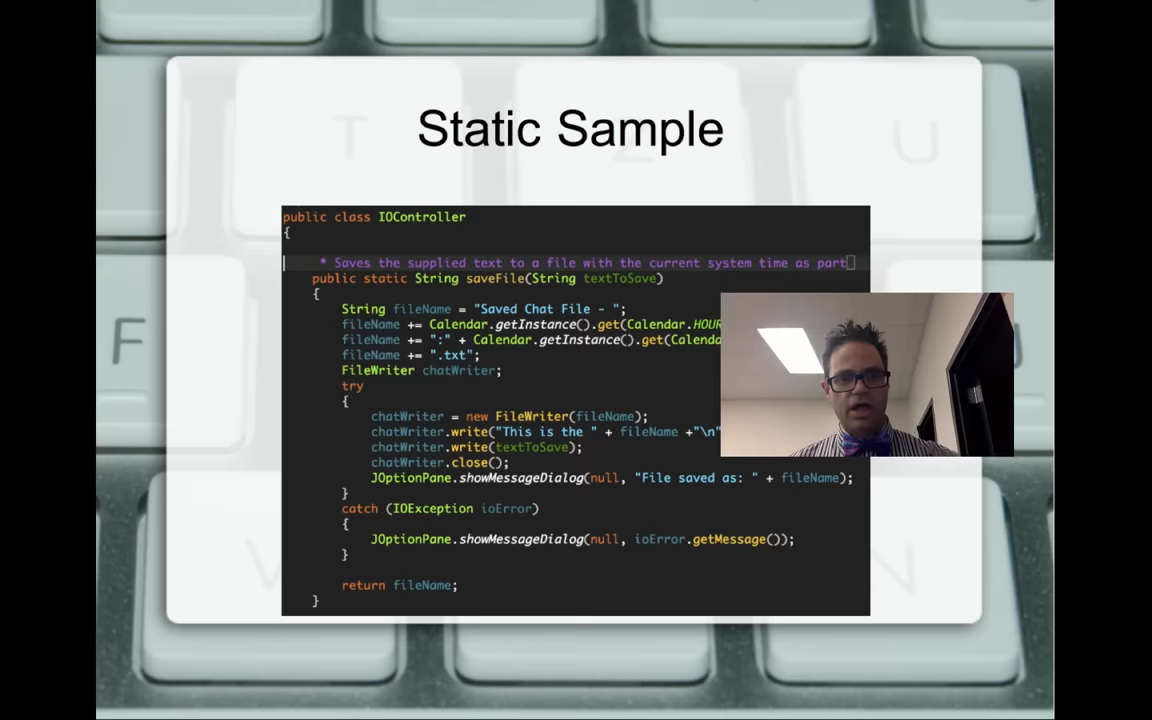 Static Sample
public class IOController
{
* Saves the supplied text to a file with the current system time as part
public static String saveFile(String textToSave)
{
String fileName = "Saved Chat File - ";
fileName += Calendar.getInstance().get(Calendar.HOUR
fileName += ":" + Calendar.getInstance().get(Calenda
fileName += ".txt";
FileWriter chatWriter;
try
{
chatWriter = new FileWriter(fileName);
chatWriter.write("This is the " + fileName +"\n"
chatWriter.write(textToSave);
chatWriter.close();
JOptionPane.showMessageDialog(null, "File saved as: " + fileName);
}
catch (IOException ioError)
{
JOptionPane.showMessageDialog(null, ioError.getMessage());
}
return fileName;
}
T
U
F
N